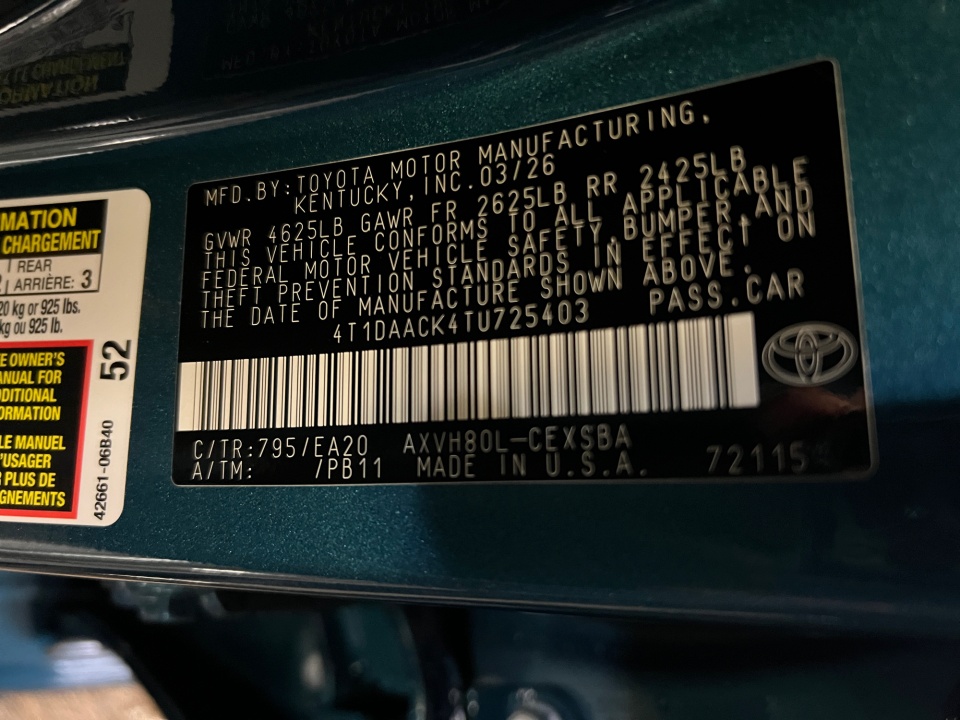 MATION
CHARGEMENT
REAR
ARRIÈRE: 3
20 kg or 925 lbs.
kg ou 925 lb.
E OWNER'S
ANUAL FOR
DDITIONAL
FORMATION
LE MANUEL
'USAGER
PLUS DE
GNEMENTS
52
42661-06B40
MFD.BY:TOYOTA MOTOR MANUFACTURING,
KENTUCKY, INC.03/26
GVWR 4625LB GAWR FR 2625LB RR 2425LB
THIS VEHICLE CONFORMS TO ALL APPLICABLE
FEDERAL MOTOR VEHICLE SAFETY,BUMPER,AND
THEFT PREVENTION STANDARDS IN EFFECT ON
THE DATE OF MANUFACTURE SHOWN ABOVE.
4T1DAACK4TU725403 PASS.CAR
C/TR:795/EA20 AXVH80L-CEXSBA
A/TM: /PB11 MADE IN U.S.A. 72115